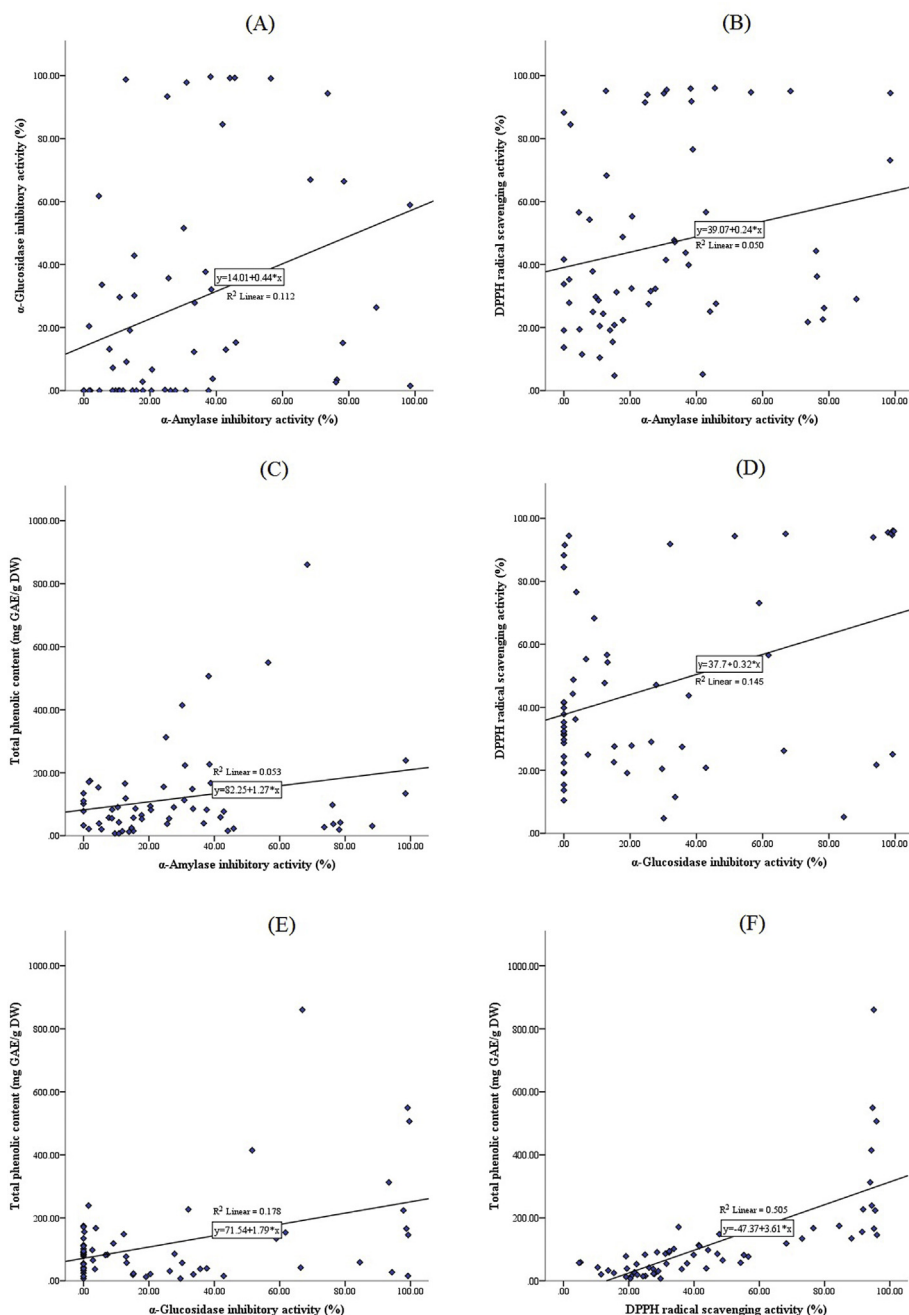 (A)
α-Glucosidase inhibitory activity (%)
100.00
80.00
60.00
40.00
20.00
.00
y=14.01+0.44*x
R² Linear = 0.112
.00 20.00 40.00 60.00 80.00 100.00
α-Amylase inhibitory activity (%)
(B)
DPPH radical scavenging activity (%)
100.00
80.00
60.00
40.00
20.00
.00
y=39.07+0.24*x
R² Linear = 0.050
.00 20.00 40.00 60.00 80.00 100.00
α-Amylase inhibitory activity (%)
(C)
Total phenolic content (mg GAE/g DW)
1000.00
800.00
600.00
400.00
200.00
.00
R² Linear = 0.053
y=82.25+1.27*x
.00 20.00 40.00 60.00 80.00 100.00
α-Amylase inhibitory activity (%)
(D)
DPPH radical scavenging activity (%)
100.00
80.00
60.00
40.00
20.00
.00
y=37.7+0.32*x
R² Linear = 0.145
.00 20.00 40.00 60.00 80.00 100.00
α-Glucosidase inhibitory activity (%)
(E)
Total phenolic content (mg GAE/g DW)
1000.00
800.00
600.00
400.00
200.00
.00
R² Linear = 0.178
y=71.54+1.79*x
.00 20.00 40.00 60.00 80.00 100.00
α-Glucosidase inhibitory activity (%)
(F)
Total phenolic content (mg GAE/g DW)
1000.00
800.00
600.00
400.00
200.00
.00
R² Linear = 0.505
y=-47.37+3.61*x
.00 20.00 40.00 60.00 80.00 100.00
DPPH radical scavenging activity (%)